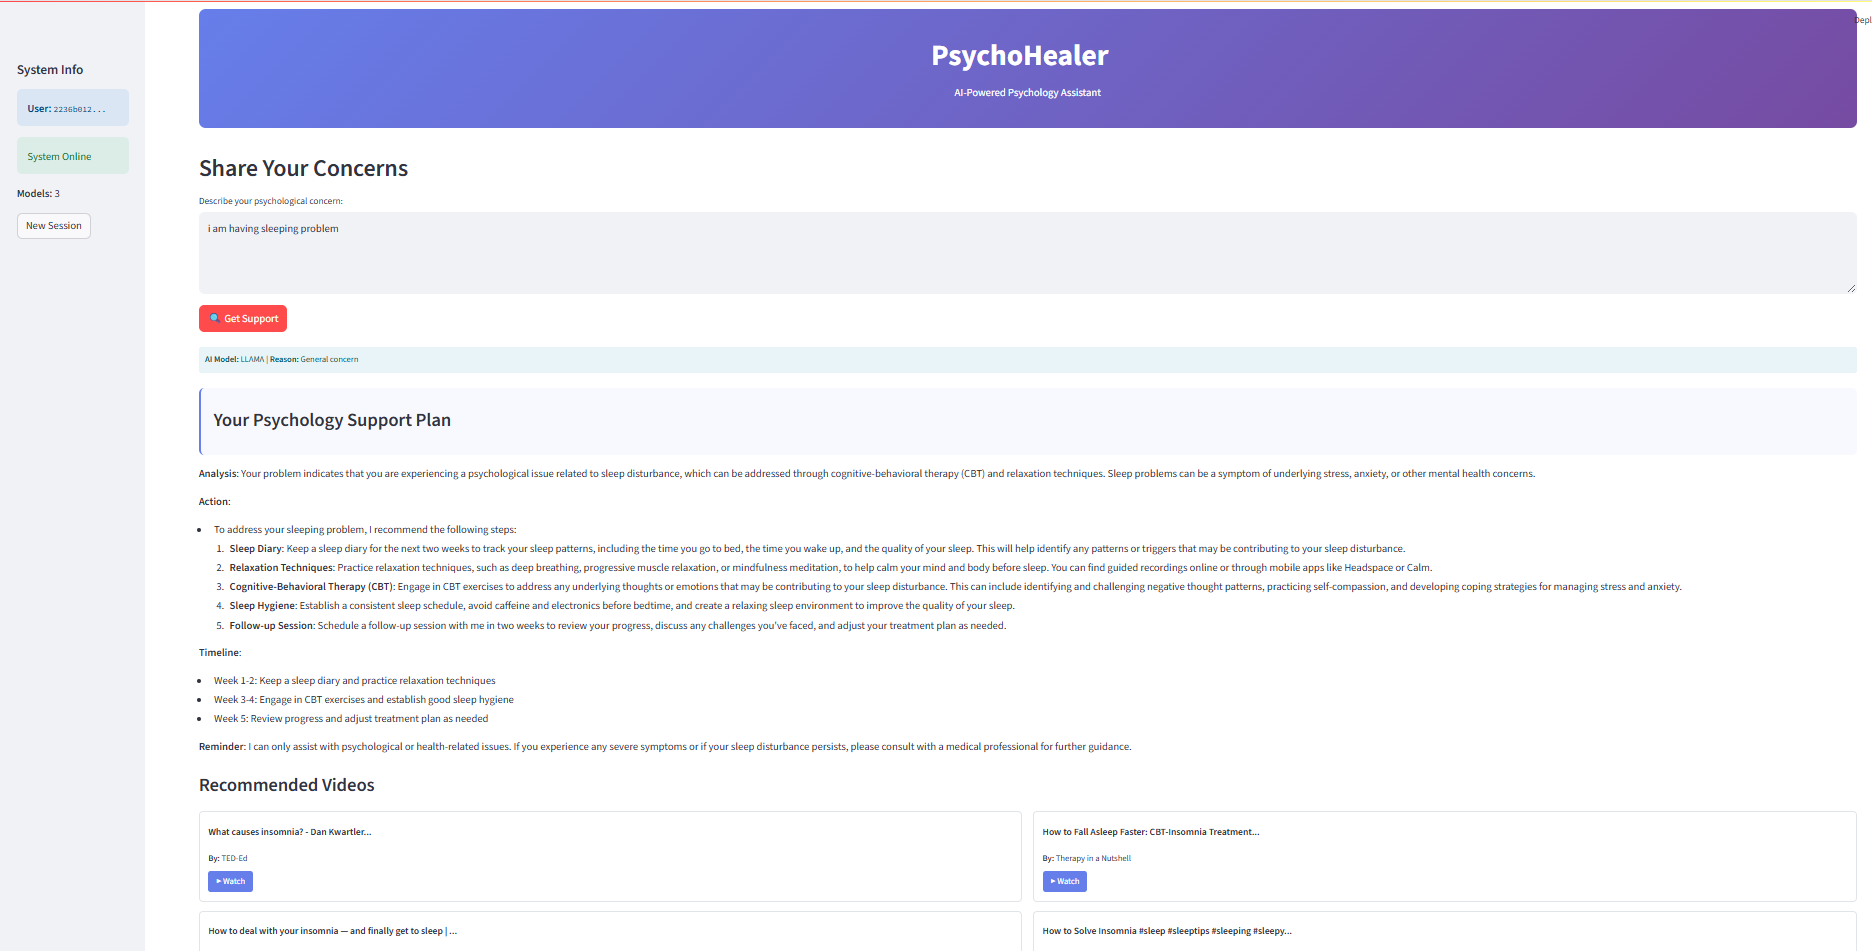 Depl
System Info
User: 2236b012...
System Online
Models: 3
New Session
PsychoHealer
AI-Powered Psychology Assistant
Share Your Concerns
Describe your psychological concern:
i am having sleeping problem
Get Support
AI Model: LLAMA | Reason: General concern
Your Psychology Support Plan
Analysis: Your problem indicates that you are experiencing a psychological issue related to sleep disturbance, which can be addressed through cognitive-behavioral therapy (CBT) and relaxation techniques. Sleep problems can be a symptom of underlying stress, anxiety, or other mental health concerns.
Action:
• To address your sleeping problem, I recommend the following steps:
1. Sleep Diary: Keep a sleep diary for the next two weeks to track your sleep patterns, including the time you go to bed, the time you wake up, and the quality of your sleep. This will help identify any patterns or triggers that may be contributing to your sleep disturbance.
2. Relaxation Techniques: Practice relaxation techniques, such as deep breathing, progressive muscle relaxation, or mindfulness meditation, to help calm your mind and body before sleep. You can find guided recordings online or through mobile apps like Headspace or Calm.
3. Cognitive-Behavioral Therapy (CBT): Engage in CBT exercises to address any underlying thoughts or emotions that may be contributing to your sleep disturbance. This can include identifying and challenging negative thought patterns, practicing self-compassion, and developing coping strategies for managing stress and anxiety.
4. Sleep Hygiene: Establish a consistent sleep schedule, avoid caffeine and electronics before bedtime, and create a relaxing sleep environment to improve the quality of your sleep.
5. Follow-up Session: Schedule a follow-up session with me in two weeks to review your progress, discuss any challenges you've faced, and adjust your treatment plan as needed.
Timeline:
• Week 1-2: Keep a sleep diary and practice relaxation techniques
• Week 3-4: Engage in CBT exercises and establish good sleep hygiene
• Week 5: Review progress and adjust treatment plan as needed
Reminder: I can only assist with psychological or health-related issues. If you experience any severe symptoms or if your sleep disturbance persists, please consult with a medical professional for further guidance.
Recommended Videos
What causes insomnia? - Dan Kwartler...
By: TED-Ed
Watch
How to Fall Asleep Faster: CBT-Insomnia Treatment...
By: Therapy in a Nutshell
Watch
How to deal with your insomnia — and finally get to sleep | ...
How to Solve Insomnia #sleep #sleeptips #sleeping #sleepy...